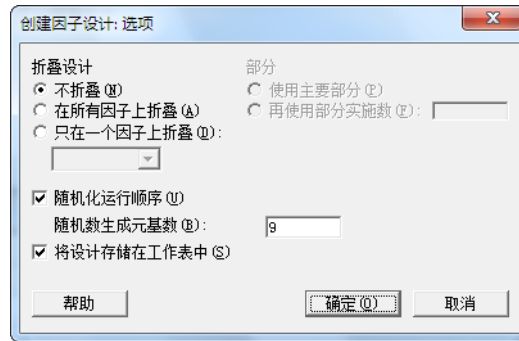 创建因子设计: 选项
折叠设计
不折叠(N)
在所有因子上折叠(A)
只在一个因子上折叠(D):
部分
使用主要部分(P)
再使用部分实施数(F):
随机化运行顺序(U)
随机数生成元基数(B): 9
将设计存储在工作表中(S)
帮助 确定(O) 取消